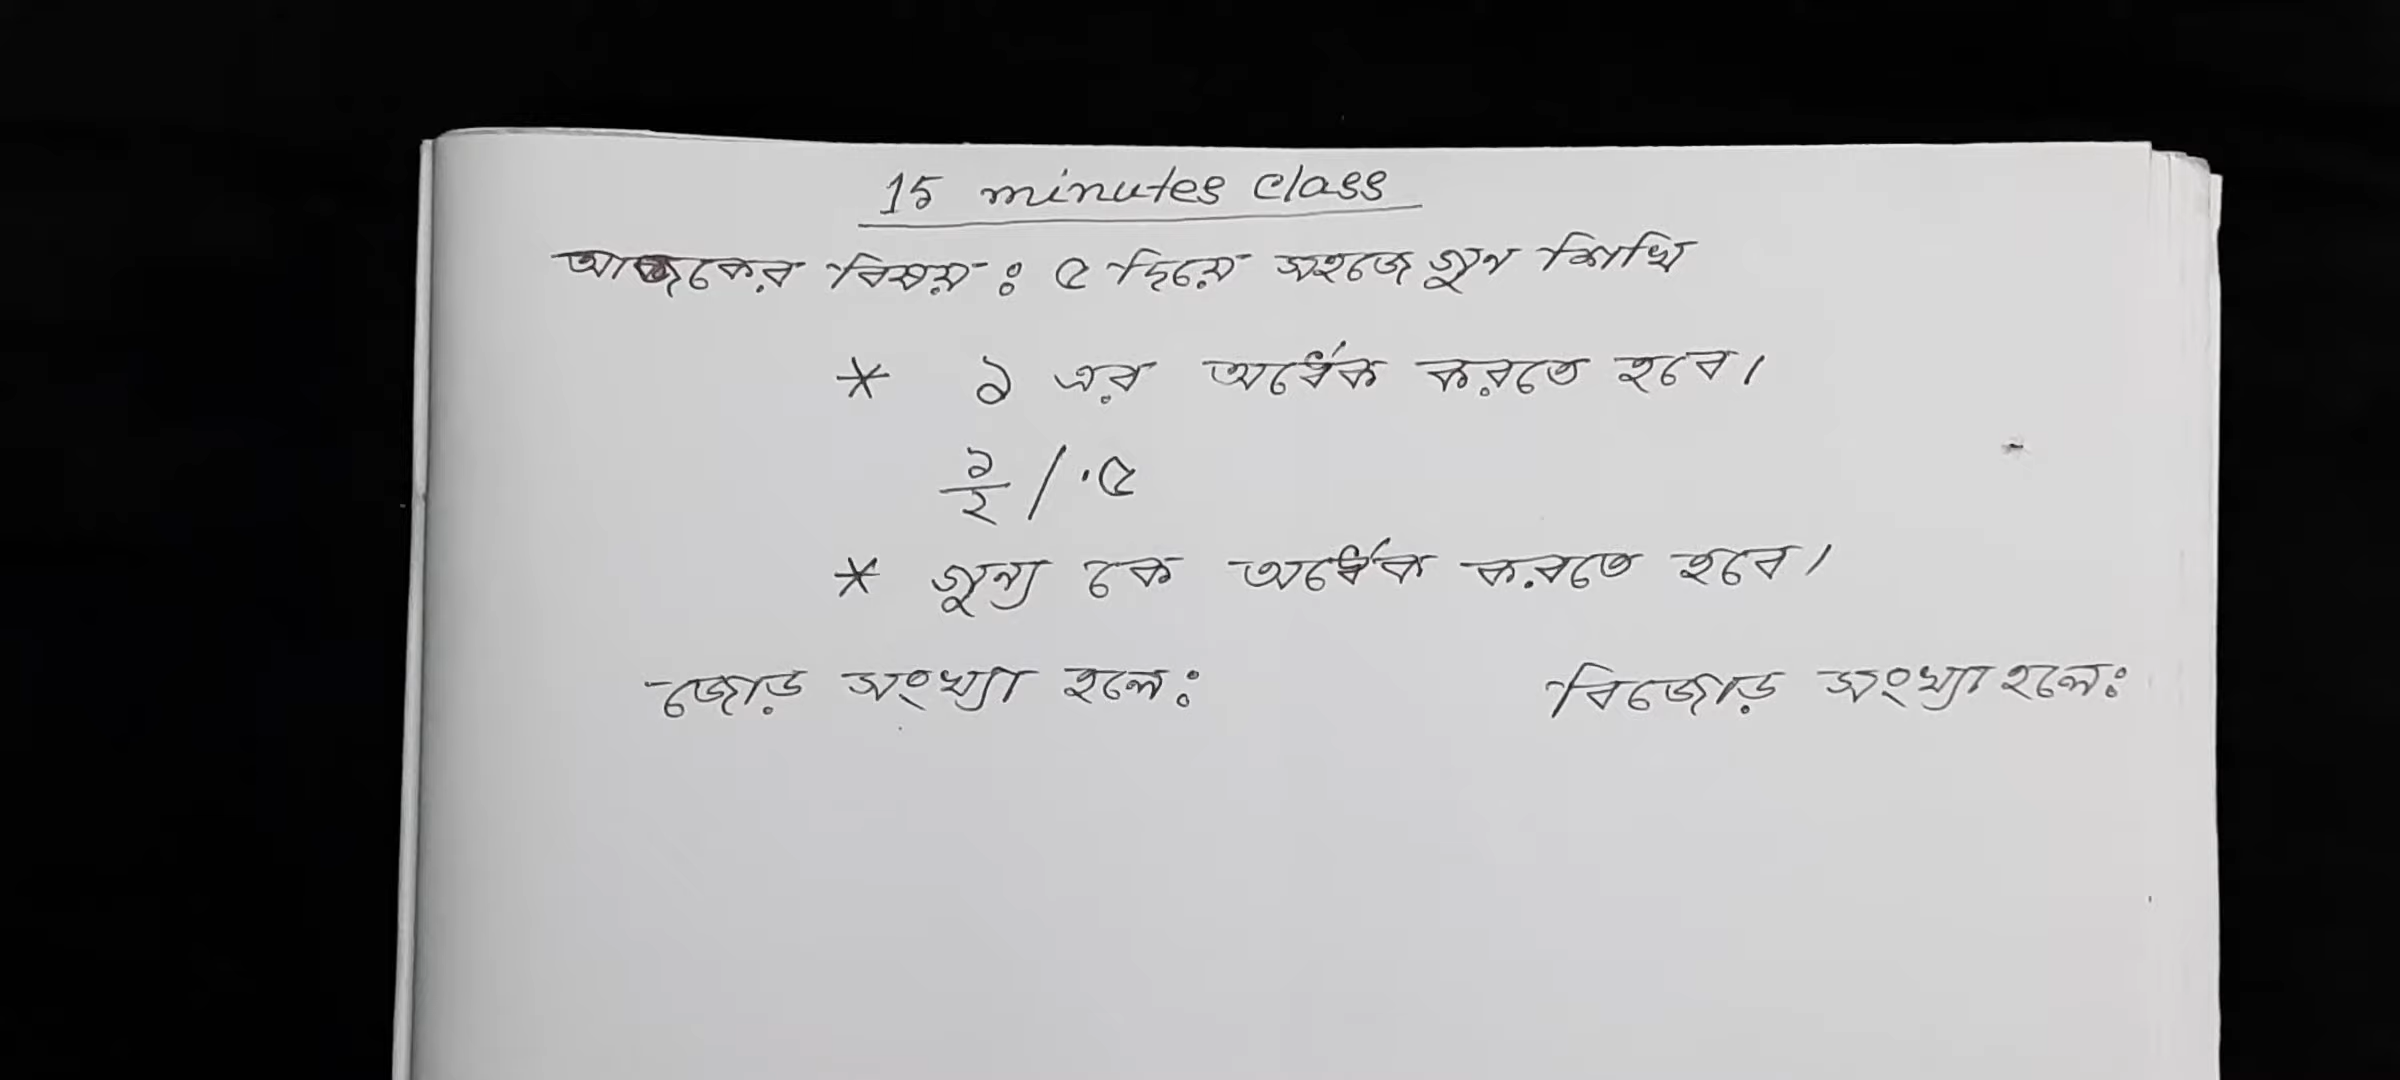 15 minutes class
আজকের বিষয় : ৫ দিয়ে সহজে গুন শিখি
* ১ এর অর্ধেক করতে হবে।
১/২ / .৫
* গুন্য কে অর্ধেক করতে হবে।
জোড় সংখ্যা হলে: বিজোড় সংখ্যা হলে: